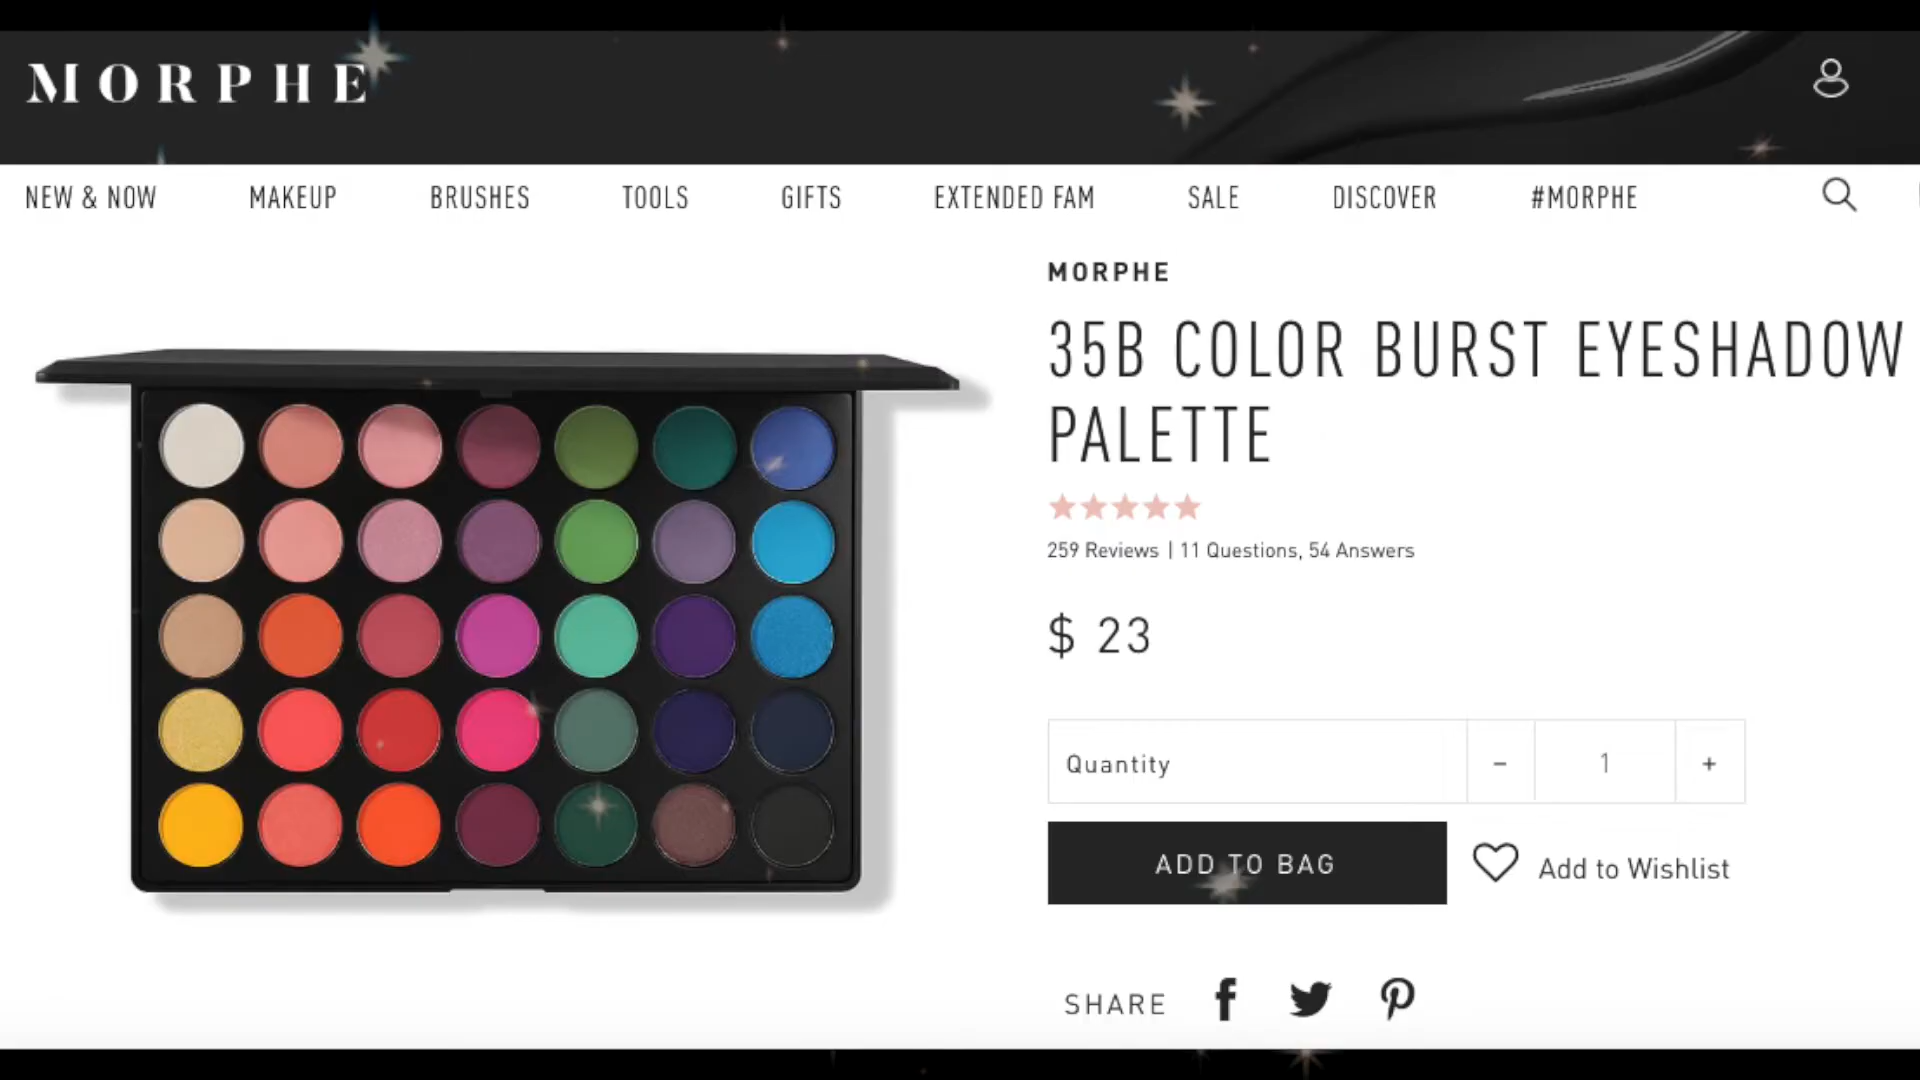 MORPHE
NEW & NOW MAKEUP BRUSHES TOOLS GIFTS EXTENDED FAM SALE DISCOVER #MORPHE
MORPHE
35B COLOR BURST EYESHADOW
PALETTE
259 Reviews | 11 Questions, 54 Answers
$ 23
Quantity - 1 +
ADD TO BAG Add to Wishlist
SHARE